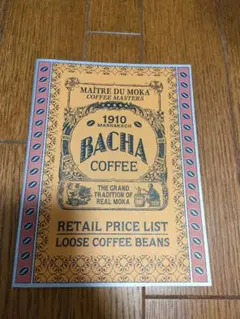 MAÎTRE DU MOKA
COFFEE MASTERS
1910
MARRAKECH
BACHA
COFFEE
THE GRAND
TRADITION OF
REAL MOKA
RETAIL PRICE LIST
LOOSE COFFEE BEANS